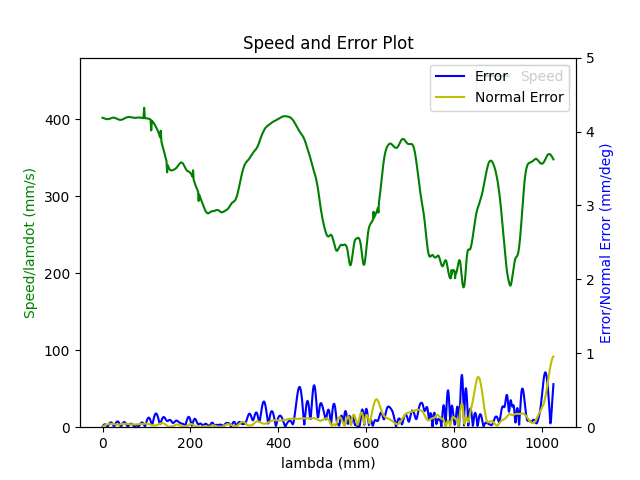 Speed and Error Plot
Error
Speed
Normal Error
Speed/lamdot (mm/s)
400
300
200
100
0
5
4
3
2
1
0
Error/Normal Error (mm/deg)
0 200 400 600 800 1000
lambda (mm)